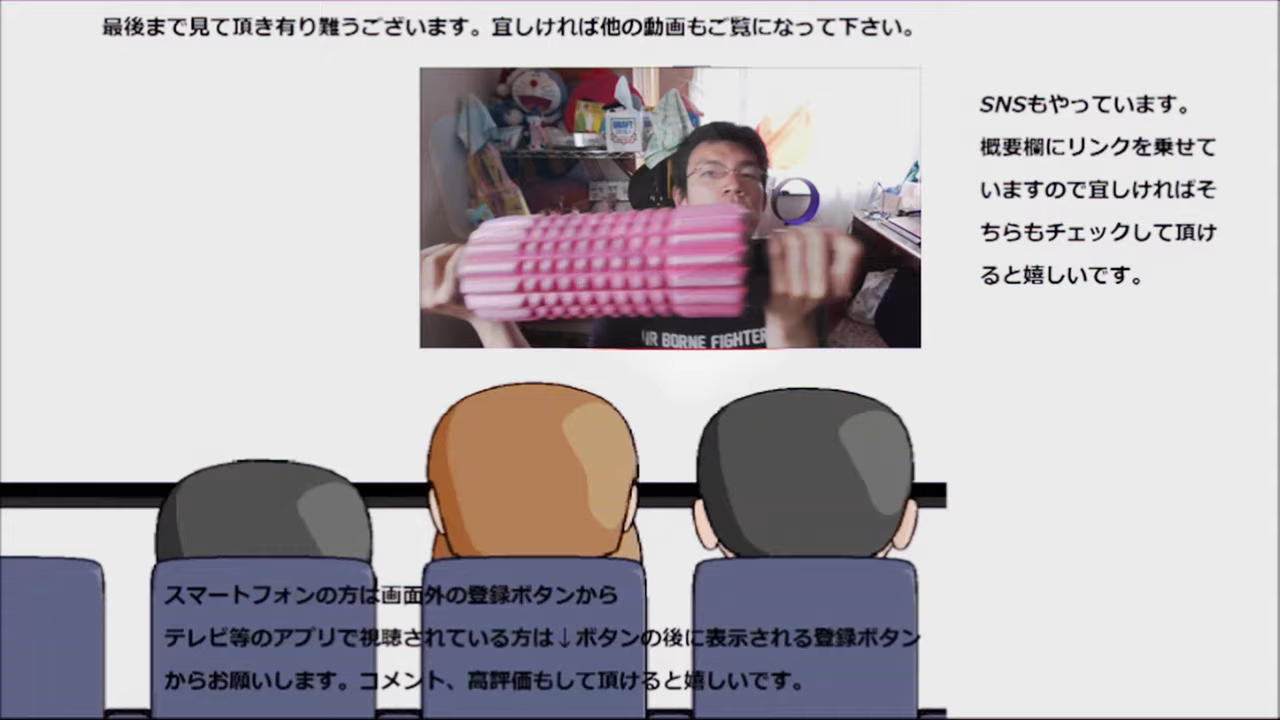 最後まで見て頂き有り難うございます。宜しければ他の動画もご覧になって下さい。
SNSもやっています。
概要欄にリンクを乗せて
いますので宜しければそ
ちらもチェックして頂け
ると嬉しいです。
DRAFT
BORNE FIGHTER
スマートフォンの方は画面外の登録ボタンから
テレビ等のアプリで視聴されている方は↓ボタンの後に表示される登録ボタン
からお願いします。コメント、高評価もして頂けると嬉しいです。